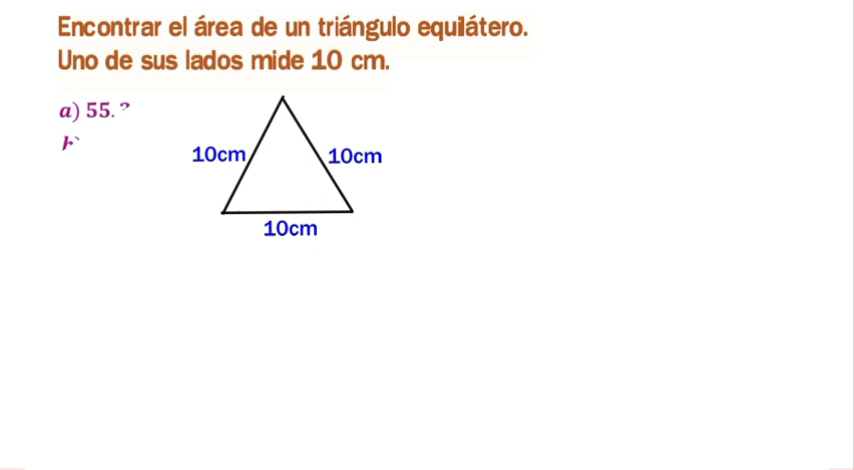 Encontrar el área de un triángulo equilátero.
Uno de sus lados mide 10 cm.
a) 55.
10cm
10cm
10cm